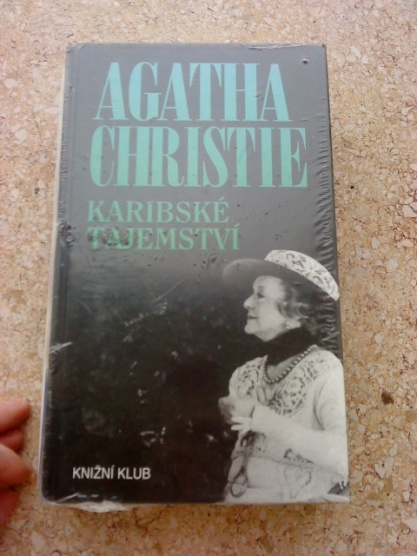 AGATHA
CHRISTIE
KARIBSKÉ
TAJEMSTVÍ
KNIŽNÍ KLUB